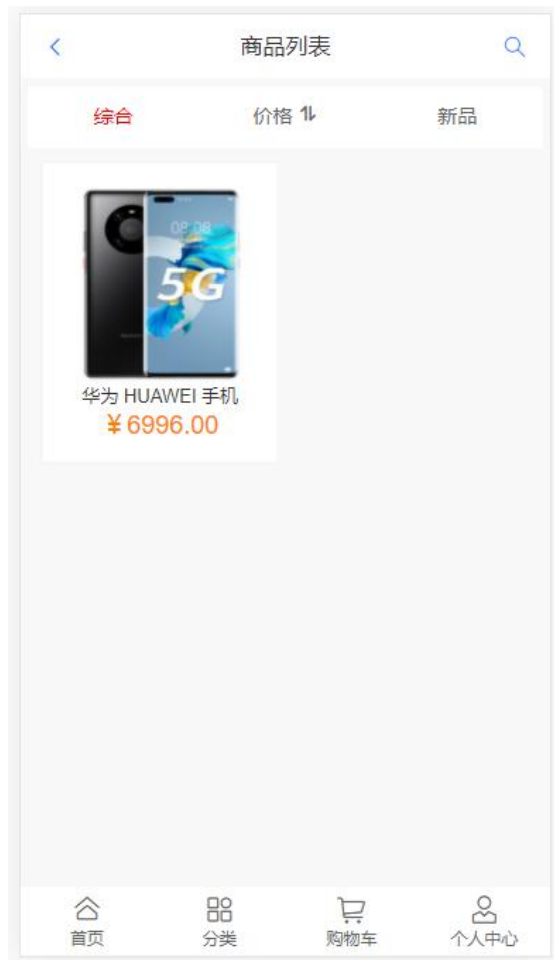 商品列表
综合 价格 新品
08:08
5G
华为 HUAWEI 手机
¥6996.00
首页 分类 购物车 个人中心